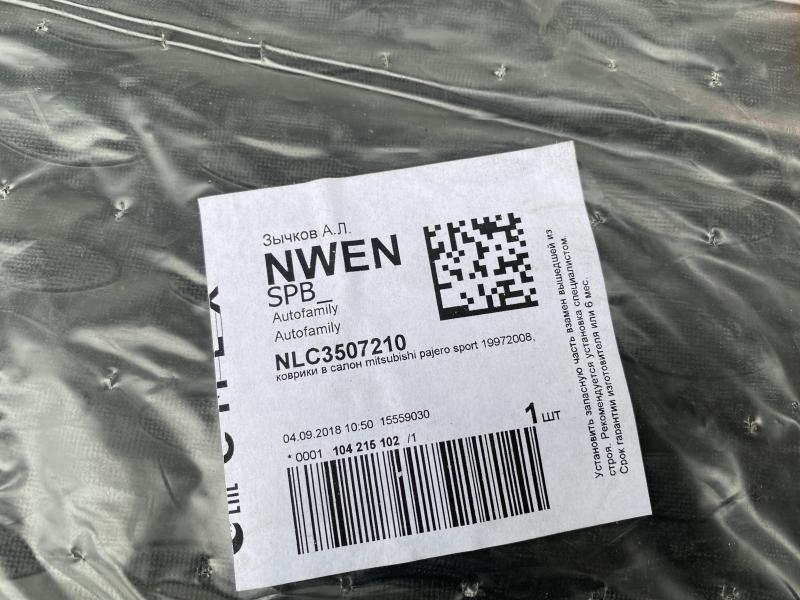 Зычков А.Л.
NWEN
SPB_
Autofamily
Autofamily
NLC3507210
коврики в салон mitsubishi pajero sport 19972008,
04.09.2018 10:50 15559030
1 шт
* 0001 104 215 102 /1
Установить запасную часть взамен вышедшей из
строя. Рекомендуется установка специалистом.
Срок гарантии изготовителя или 6 мес.